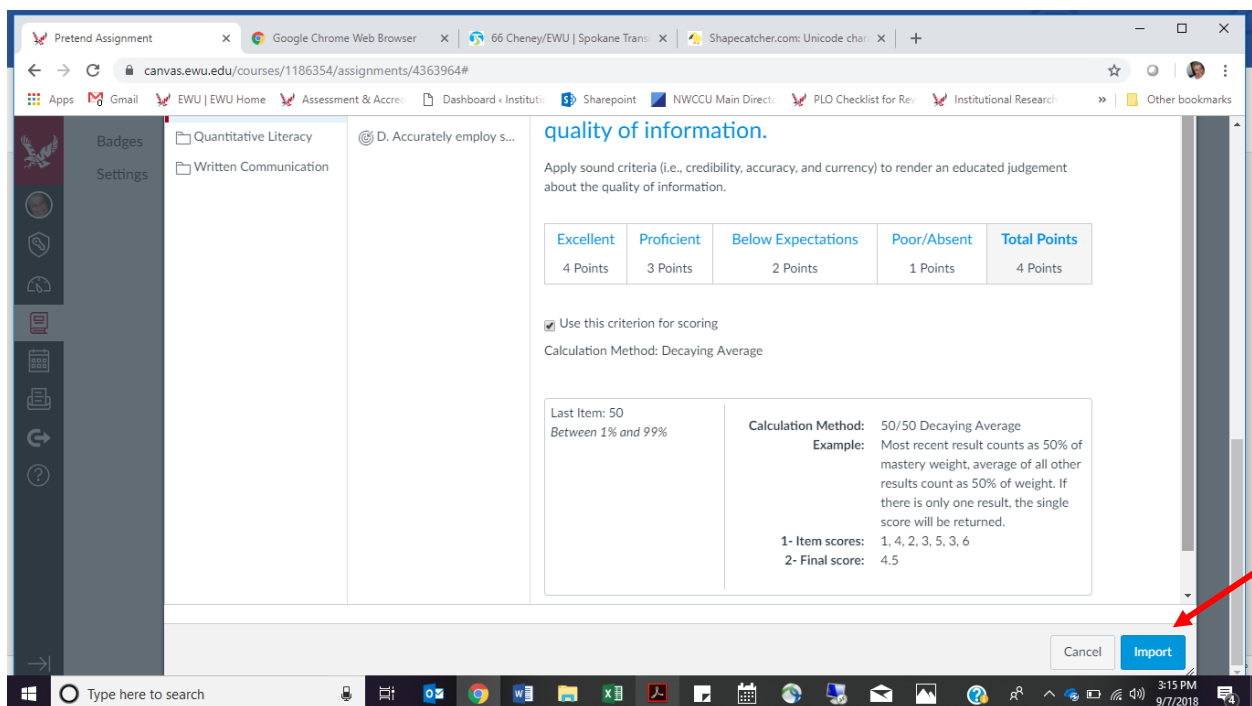 Pretend Assignment
Google Chrome Web Browser
66 Cheney/EWU | Spokane Trans
Shapecatcher.com: Unicode char
canvas.ewu.edu/courses/1186354/assignments/4363964#
Apps
Gmail
EWU | EWU Home
Assessment & Accred
Dashboard ‹ Institutio
Sharepoint
NWCCU Main Directo
PLO Checklist for Rev
Institutional Research
»
Other bookmarks
Badges
Settings
Quantitative Literacy
Written Communication
D. Accurately employ s...
quality of information.
Apply sound criteria (i.e., credibility, accuracy, and currency) to render an educated judgement
about the quality of information.
Excellent Proficient Below Expectations Poor/Absent Total Points
4 Points 3 Points 2 Points 1 Points 4 Points
Use this criterion for scoring
Calculation Method: Decaying Average
Last Item: 50
Between 1% and 99%
Calculation Method: 50/50 Decaying Average
Example: Most recent result counts as 50% of
mastery weight, average of all other
results count as 50% of weight. If
there is only one result, the single
score will be returned.
1- Item scores: 1, 4, 2, 3, 5, 3, 6
2- Final score: 4.5
Cancel
Import
Type here to search
3:15 PM
9/7/2018